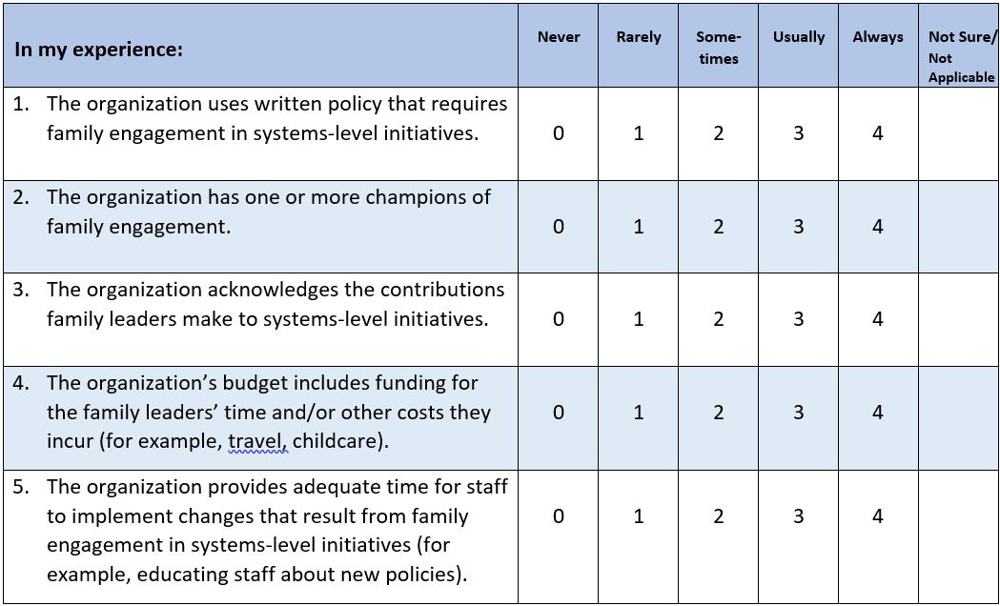 In my experience:
Never
Rarely
Some-
times
Usually
Always
Not Sure/
Not
Applicable
1. The organization uses written policy that requires
family engagement in systems-level initiatives.
0 1 2 3 4
2. The organization has one or more champions of
family engagement.
0 1 2 3 4
3. The organization acknowledges the contributions
family leaders make to systems-level initiatives.
0 1 2 3 4
4. The organization’s budget includes funding for
the family leaders’ time and/or other costs they
incur (for example, travel, childcare).
0 1 2 3 4
5. The organization provides adequate time for staff
to implement changes that result from family
engagement in systems-level initiatives (for
example, educating staff about new policies).
0 1 2 3 4